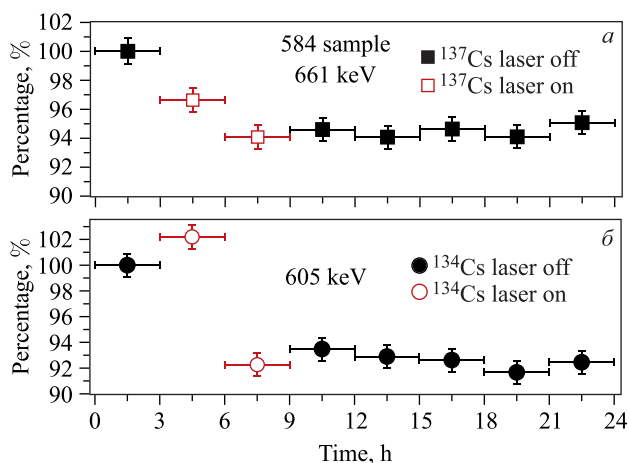 102
100
98
96
94
92
90
Percentage, %
584 sample
661 keV
а
¹³⁷Cs laser off
¹³⁷Cs laser on
102
100
98
96
94
92
90
Percentage, %
605 keV
б
¹³⁴Cs laser off
¹³⁴Cs laser on
0 3 6 9 12 15 18 21 24
Time, h